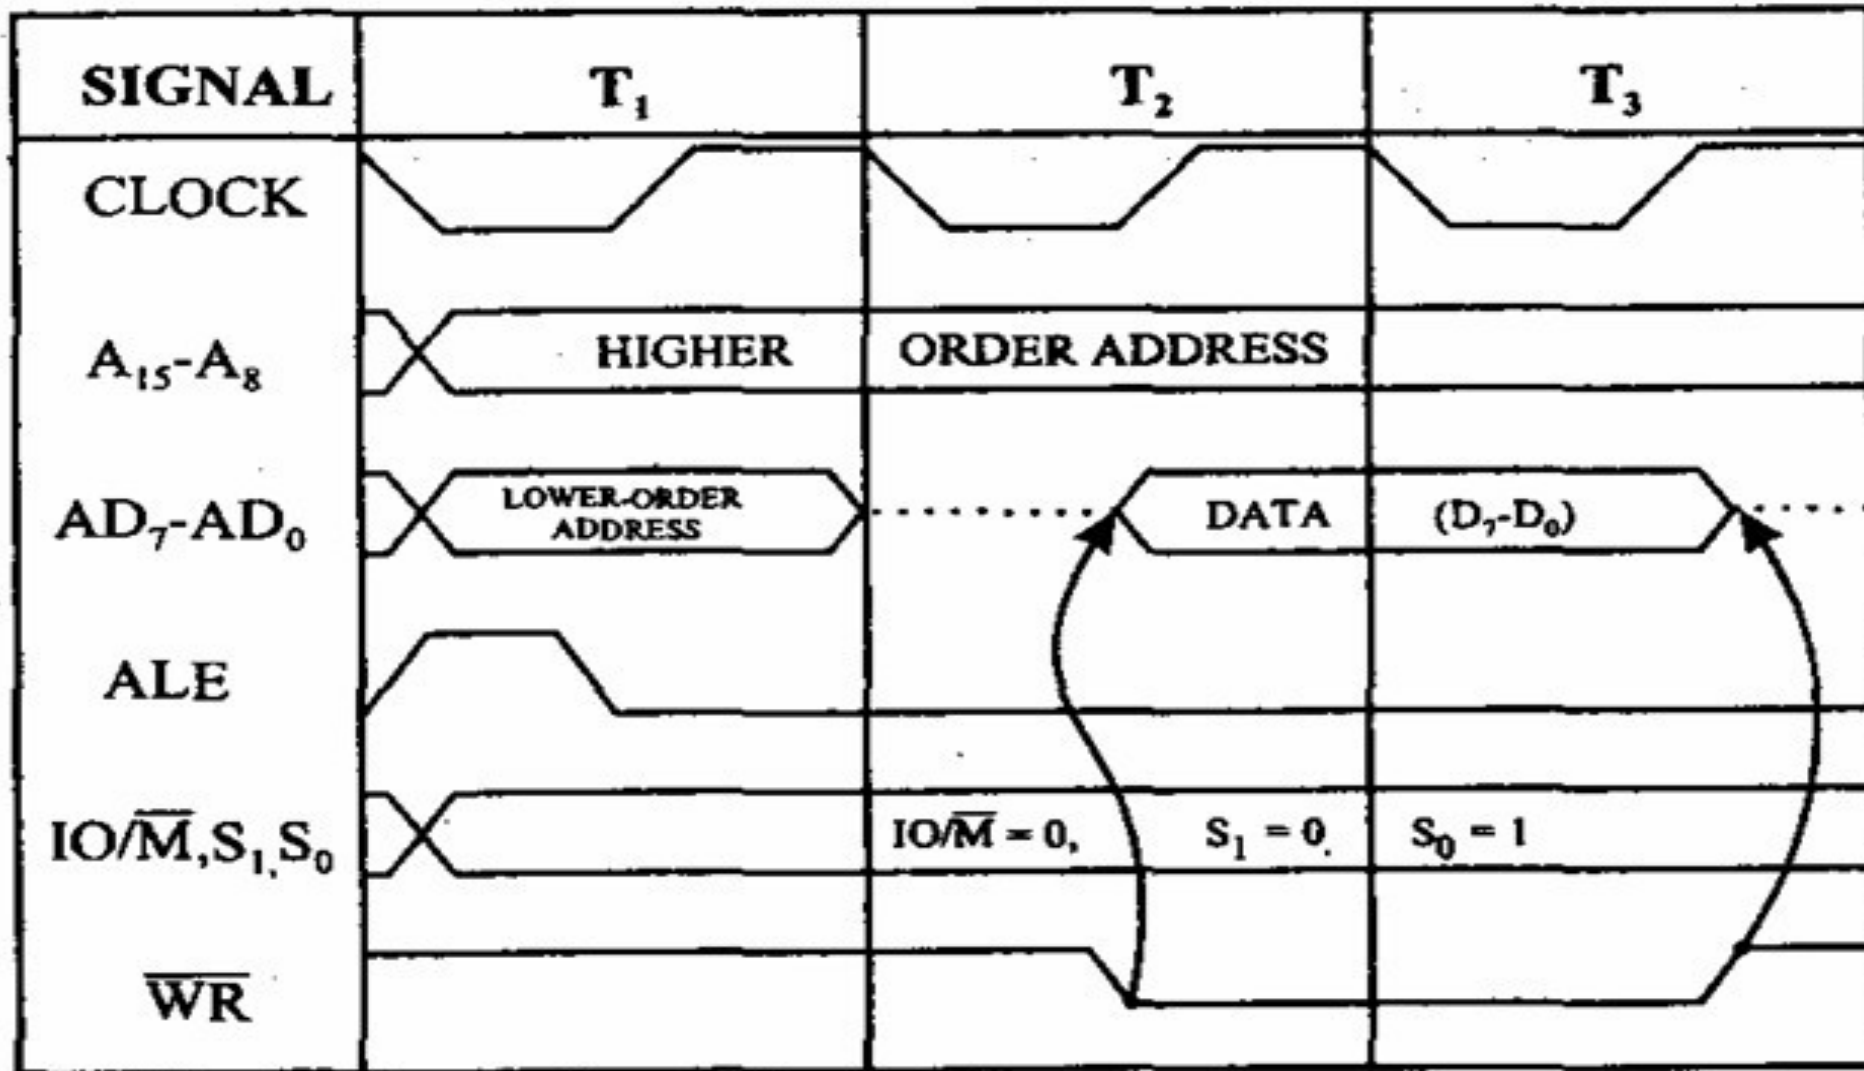 SIGNAL T₁ T₂ T₃
CLOCK
A₁₅-A₈ HIGHER ORDER ADDRESS
AD₇-AD₀ LOWER-ORDER ADDRESS DATA (D₇-D₀)
ALE
IO/M̅,S₁,S₀ IO/M̅ = 0, S₁ = 0, S₀ = 1
W̅R̅